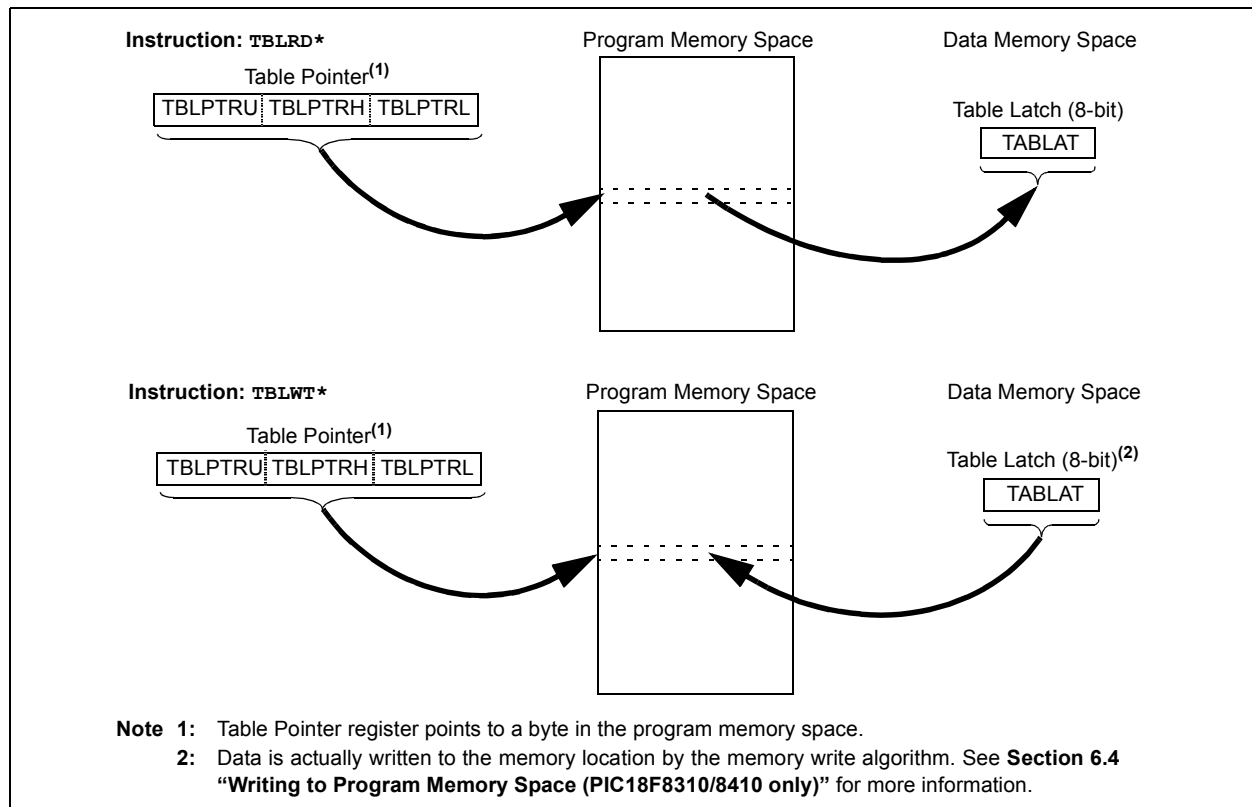 Instruction: TBLRD*
Program Memory Space
Data Memory Space
Table Pointer(1)
TBLPTRU TBLPTRH TBLPTRL
Table Latch (8-bit)
TABLAT
Instruction: TBLWT*
Program Memory Space
Data Memory Space
Table Pointer(1)
TBLPTRU TBLPTRH TBLPTRL
Table Latch (8-bit)(2)
TABLAT
Note 1: Table Pointer register points to a byte in the program memory space.
2: Data is actually written to the memory location by the memory write algorithm. See Section 6.4
“Writing to Program Memory Space (PIC18F8310/8410 only)” for more information.